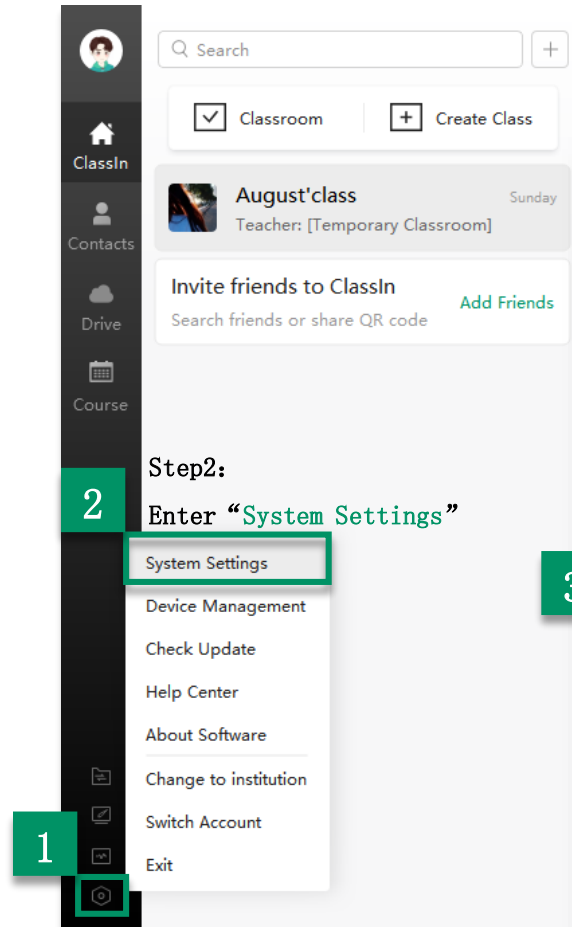 Search
Classroom
Create Class
ClassIn
August'class
Sunday
Teacher: [Temporary Classroom]
Contacts
Invite friends to ClassIn
Add Friends
Search friends or share QR code
Drive
Course
Step2:
2
Enter “System Settings”
System Settings
3
Device Management
Check Update
Help Center
About Software
Change to institution
Switch Account
1
Exit